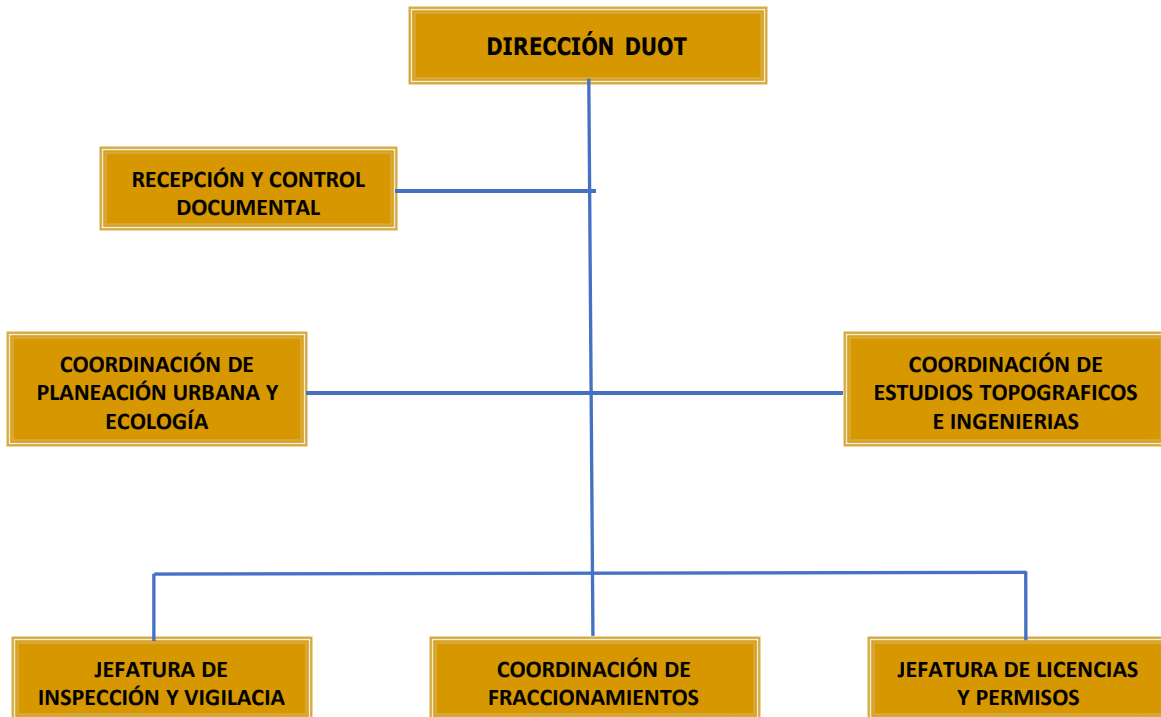 DIRECCIÓN DUOT
RECEPCIÓN Y CONTROL
DOCUMENTAL
COORDINACIÓN DE
PLANEACIÓN URBANA Y
ECOLOGÍA
COORDINACIÓN DE
ESTUDIOS TOPOGRAFICOS
E INGENIERIAS
JEFATURA DE
INSPECCIÓN Y VIGILACIA
COORDINACIÓN DE
FRACCIONAMIENTOS
JEFATURA DE LICENCIAS
Y PERMISOS